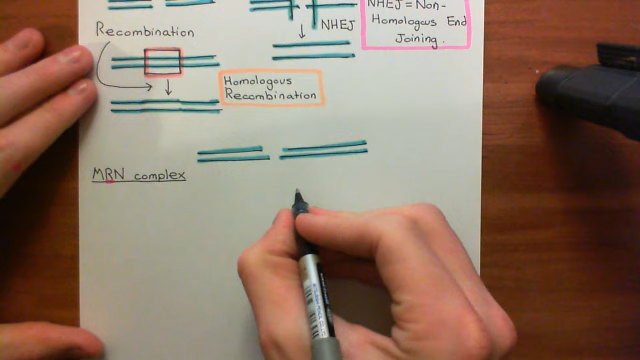 NHEJ = Non-
Homologous End
Joining.
NHEJ
Recombination
Homologous
Recombination
MRN complex